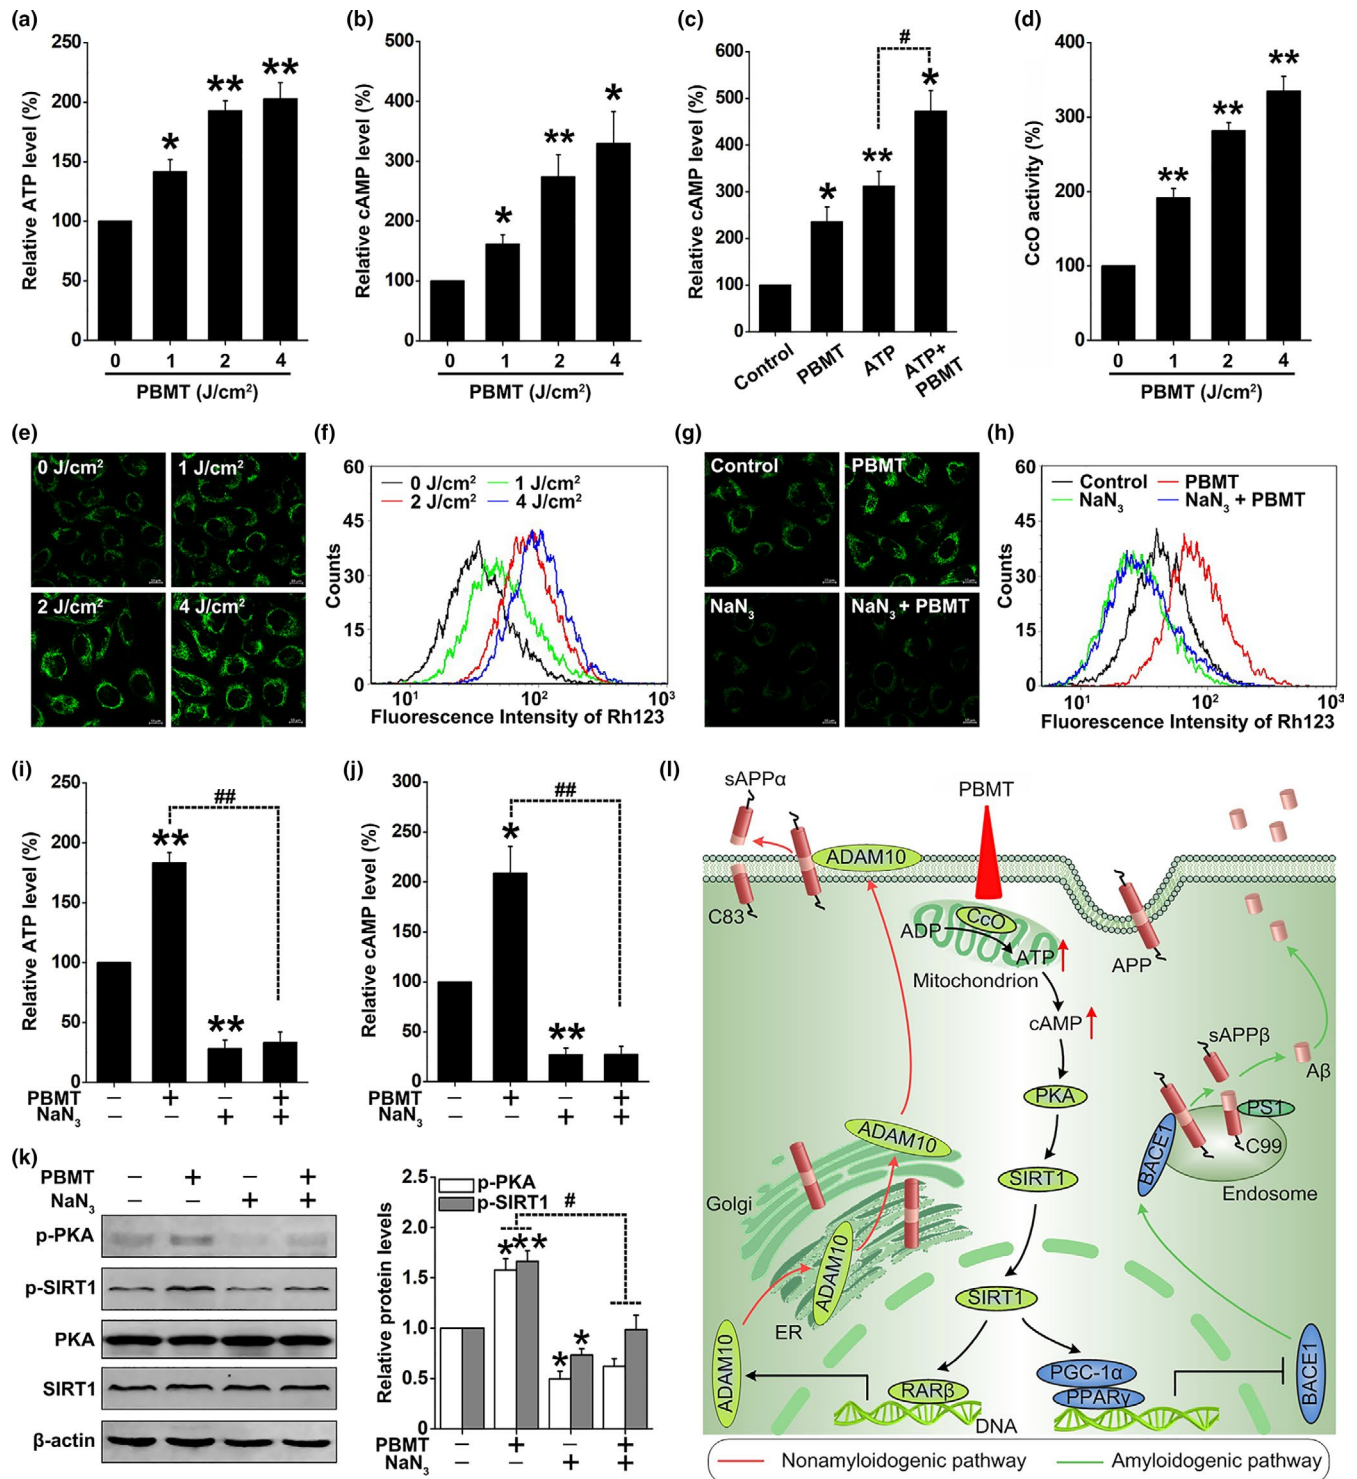 (a)
Relative ATP level (%)
250
200
150
100
50
0
0 1 2 4
PBMT (J/cm²)
* ** **
(b)
Relative cAMP level (%)
500
400
300
200
100
0
0 1 2 4
PBMT (J/cm²)
* ** *
(c)
Relative cAMP level (%)
600
500
400
300
200
100
0
Control PBMT ATP ATP+
PBMT
* ** *
#
(d)
CcO activity (%)
400
300
200
100
0
0 1 2 4
PBMT (J/cm²)
** ** **
(e)
0 J/cm² 1 J/cm²
2 J/cm² 4 J/cm²
(f)
60
45
30
15
0
Counts
0 J/cm² 1 J/cm²
2 J/cm² 4 J/cm²
10¹ 10² 10³
Fluorescence Intensity of Rh123
(g)
Control PBMT
NaN₃ NaN₃ + PBMT
(h)
60
45
30
15
0
Counts
Control PBMT
NaN₃ NaN₃ + PBMT
10¹ 10² 10³
Fluorescence Intensity of Rh123
(i)
Relative ATP level (%)
250
200
150
100
50
0
** **
##
PBMT – + – +
NaN₃ – – + +
(j)
Relative cAMP level (%)
300
250
200
150
100
50
0
* **
##
PBMT – + – +
NaN₃ – – + +
(k)
PBMT – + – +
NaN₃ – – + +
p-PKA
p-SIRT1
PKA
SIRT1
β-actin
Relative protein levels
2.5
2.0
1.5
1.0
0.5
0
p-PKA
p-SIRT1
#
* ** * *
PBMT – + – +
NaN₃ – – + +
(l)
sAPPα
PBMT
ADAM10
C83
CcO
ADP
ATP
APP
Mitochondrion
cAMP
sAPPβ
Aβ
PKA
PS1
ADAM10
BACE1
C99
SIRT1
Golgi
Endosome
ADAM10
SIRT1
ER
ADAM10
PGC-1α
BACE1
RARβ
PPARγ
DNA
Nonamyloidogenic pathway Amyloidogenic pathway